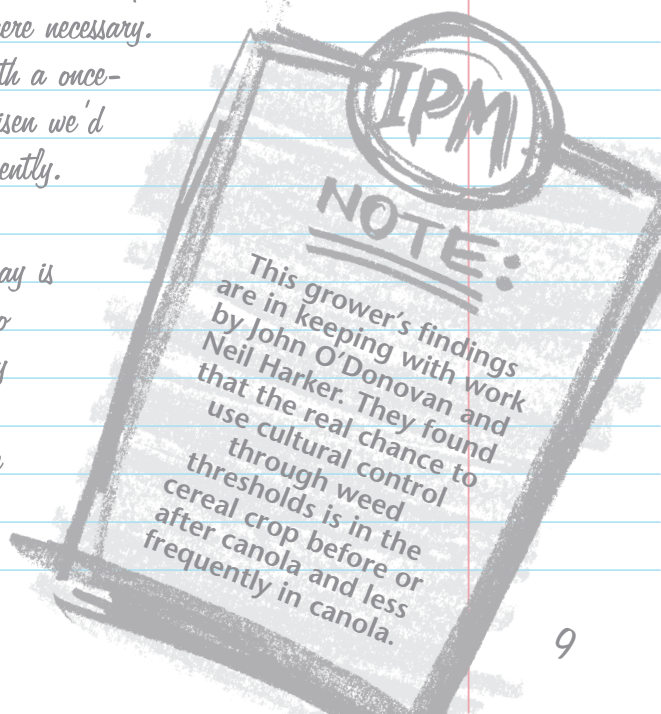 ere necessary.
th a once-
isen we'd
ently.
ay is
o
y
IPM
NOTE:
This grower's findings
are in keeping with work
by John O'Donovan and
Neil Harker. They found
that the real chance to
use cultural control
through weed
thresholds is in the
cereal crop before or
after canola and less
frequently in canola.
9